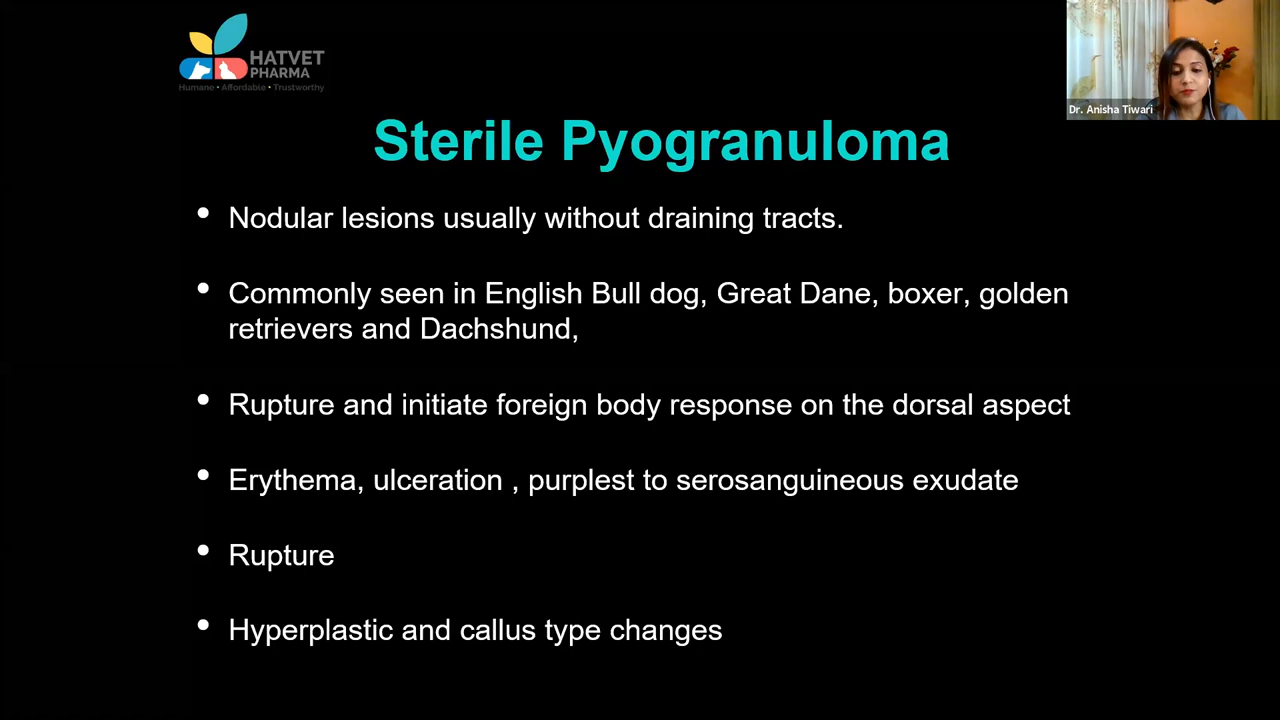 HATVET
PHARMA
Humane • Affordable • Trustworthy
Dr. Anisha Tiwari
Sterile Pyogranuloma
• Nodular lesions usually without draining tracts.
• Commonly seen in English Bull dog, Great Dane, boxer, golden
retrievers and Dachshund,
• Rupture and initiate foreign body response on the dorsal aspect
• Erythema, ulceration , purplest to serosanguineous exudate
• Rupture
• Hyperplastic and callus type changes